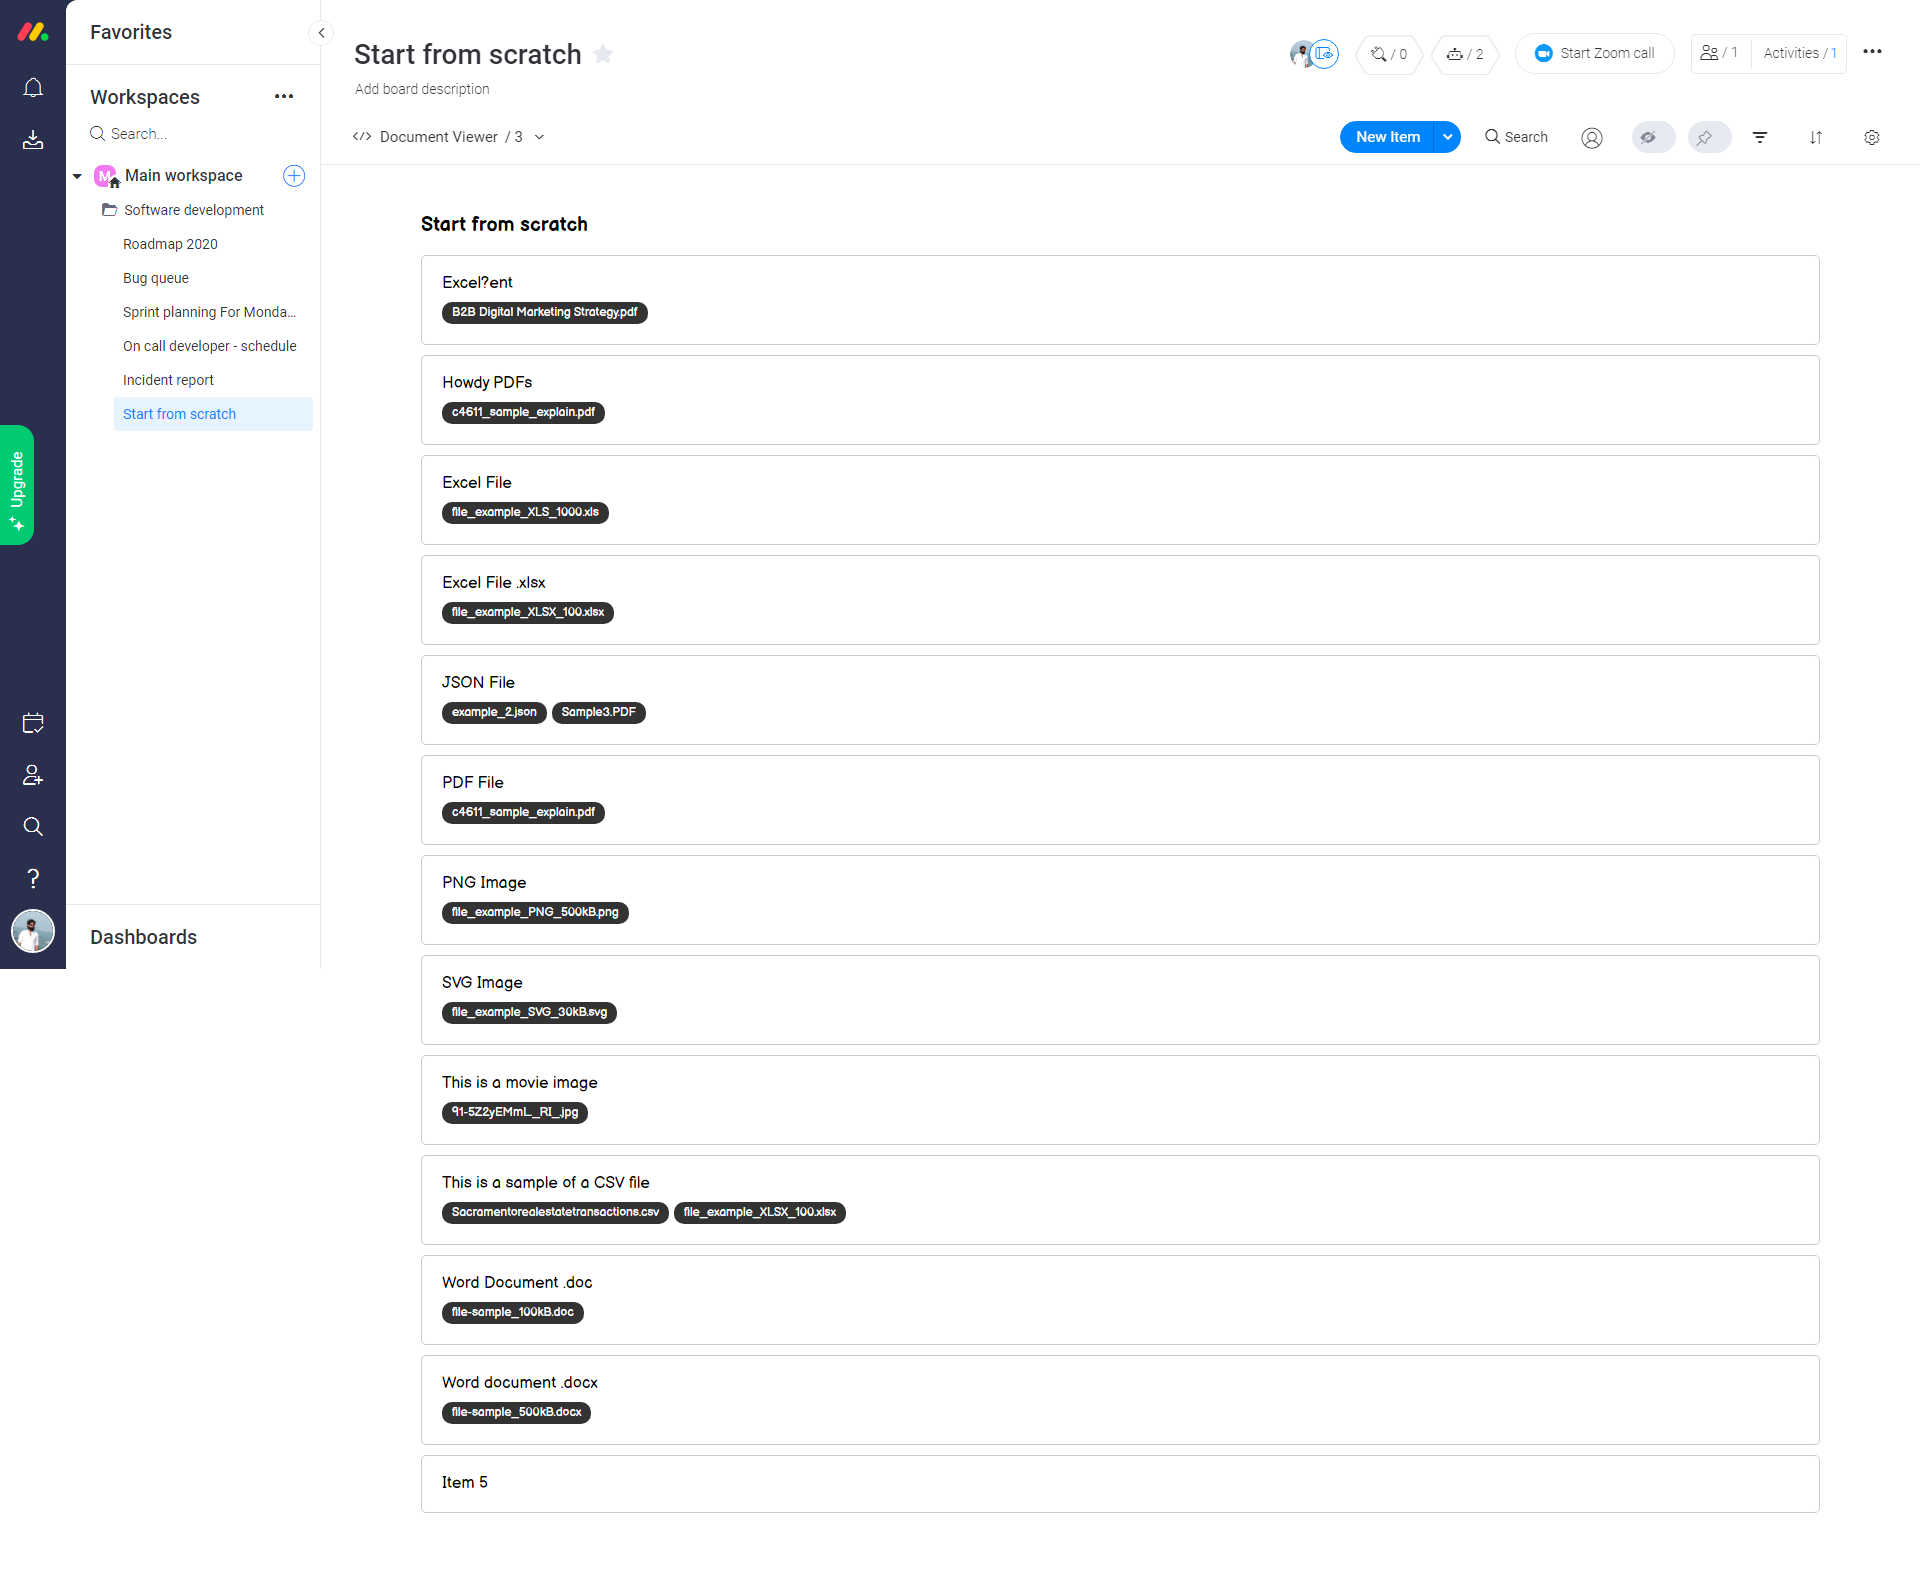 Favorites
Workspaces
Search...
M
Main workspace
Software development
Roadmap 2020
Bug queue
Sprint planning For Monda...
On call developer - schedule
Incident report
Start from scratch
Upgrade
Dashboards
Start from scratch
Add board description
/ 0
/ 2
Start Zoom call
/ 1
Activities / 1
Document Viewer / 3
New Item
Search
Start from scratch
Excel?ent
B2B Digital Marketing Strategy.pdf
Howdy PDFs
c4611_sample_explain.pdf
Excel File
file_example_XLS_1000.xls
Excel File .xlsx
file_example_XLSX_100.xlsx
JSON File
example_2.json
Sample3.PDF
PDF File
c4611_sample_explain.pdf
PNG Image
file_example_PNG_500kB.png
SVG Image
file_example_SVG_30kB.svg
This is a movie image
91-5Z2yEMmL._RI_.jpg
This is a sample of a CSV file
Sacramentorealestatetransactions.csv
file_example_XLSX_100.xlsx
Word Document .doc
file-sample_100kB.doc
Word document .docx
file-sample_500kB.docx
Item 5